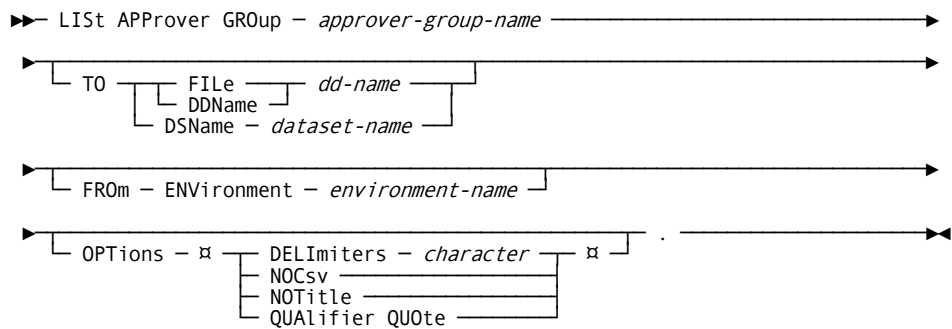 LISt APProver GROup — approver-group-name
TO FILe dd-name
DDName
DSName — dataset-name
FROm — ENVironment — environment-name
OPTions — ¤ DELImiters — character ¤ .
NOCsv
NOTitle
QUAlifier QUOte